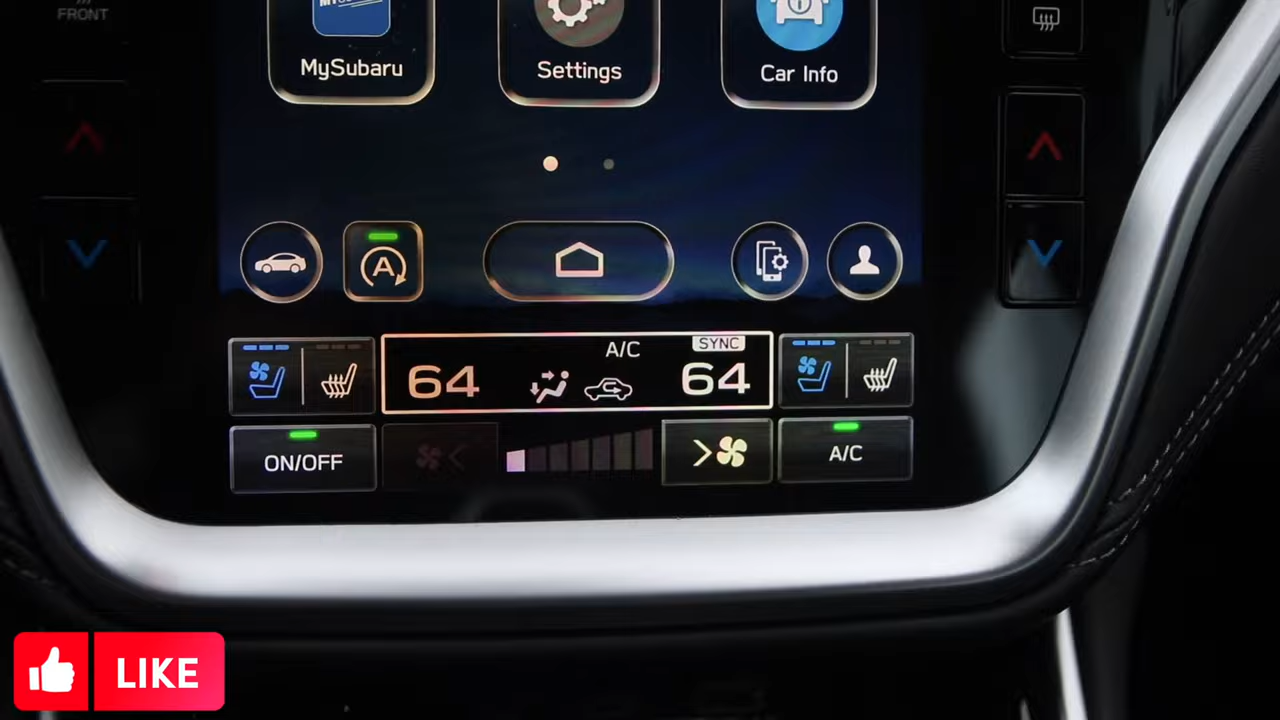 FRONT
MySubaru
Settings
Car Info
A
A/C
SYNC
64
64
ON/OFF
A/C
LIKE